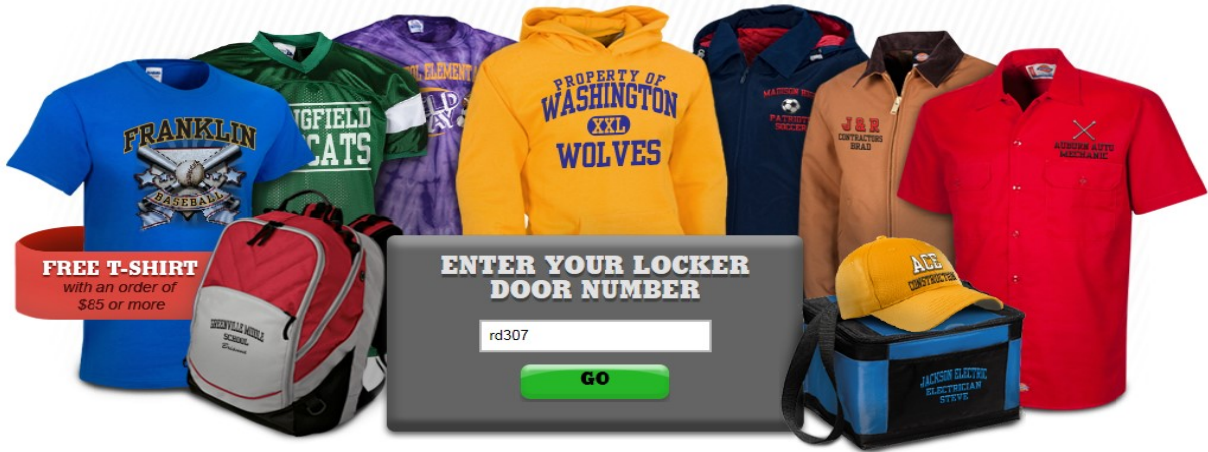 FRANKLIN
BASEBALL
NGFIELD
CATS
PROPERTY OF
WASHINGTON
XXL
WOLVES
PATRIOTS
SOCCER
J&R
CONTRACTORS
BRAD
AUBURN AUTO
MECHANIC
FREE T-SHIRT
with an order of
$85 or more
GREENVILLE MIDDLE
SCHOOL
Brianna
ENTER YOUR LOCKER
DOOR NUMBER
rd307
GO
ACE
CONSTRUCTION
JACKSON ELECTRIC
ELECTRICIAN
STEVE